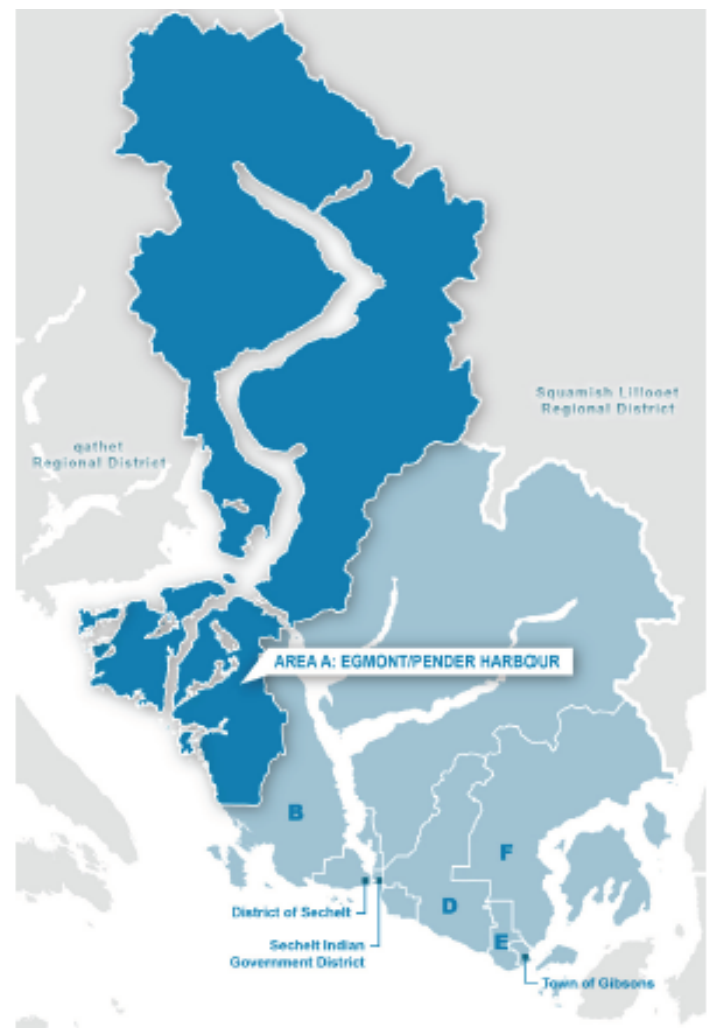 Squamish Lillooet
Regional District
qathet
Regional District
AREA A: EGMONT/PENDER HARBOUR
B
F
D
E
District of Sechelt
Sechelt Indian
Government District
Town of Gibsons